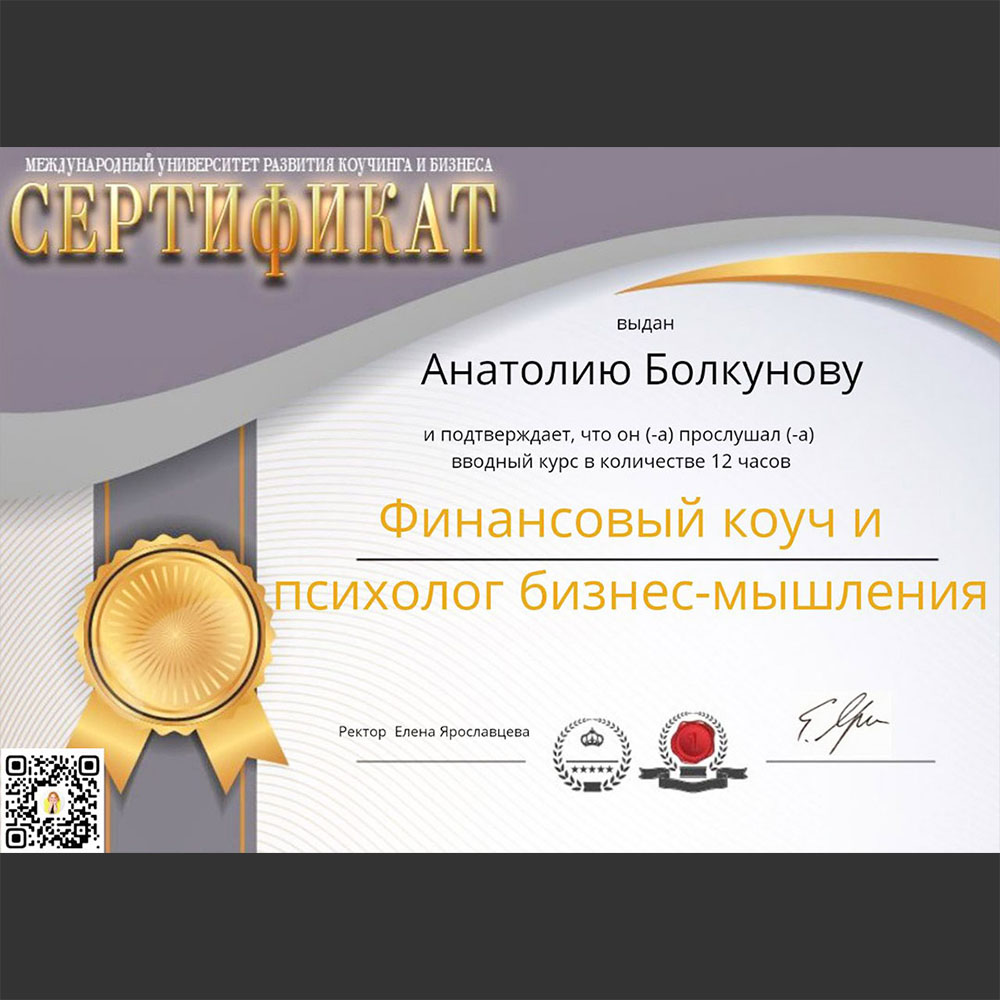 МЕЖДУНАРОДНЫЙ УНИВЕРСИТЕТ РАЗВИТИЯ КОУЧИНГА И БИЗНЕСА
СЕРТИФИКАТ
выдан
Анатолию Болкунову
и подтверждает, что он (-а) прослушал (-а)
вводный курс в количестве 12 часов
Финансовый коуч и
психолог бизнес-мышления
Ректор Елена Ярославцева